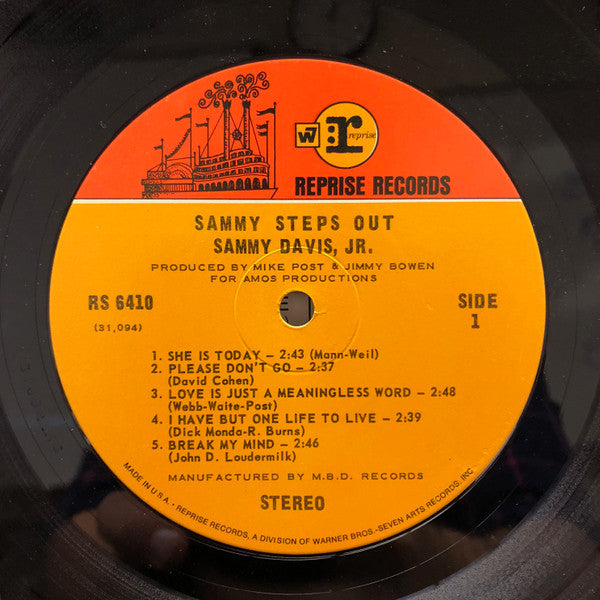 W7 r reprise
REPRISE RECORDS
SAMMY STEPS OUT
SAMMY DAVIS, JR.
PRODUCED BY MIKE POST & JIMMY BOWEN
FOR AMOS PRODUCTIONS
RS 6410
(31,094)
SIDE
1
1. SHE IS TODAY – 2:43 (Mann-Weil)
2. PLEASE DON'T GO – 2:37
(David Cohen)
3. LOVE IS JUST A MEANINGLESS WORD – 2:48
(Webb-Waite-Post)
4. I HAVE BUT ONE LIFE TO LIVE – 2:39
(Dick Monda-R. Burns)
5. BREAK MY MIND – 2:46
(John D. Loudermilk)
MANUFACTURED BY M.B.D. RECORDS
STEREO
MADE IN U.S.A. • REPRISE RECORDS, A DIVISION OF WARNER BROS.-SEVEN ARTS RECORDS, INC